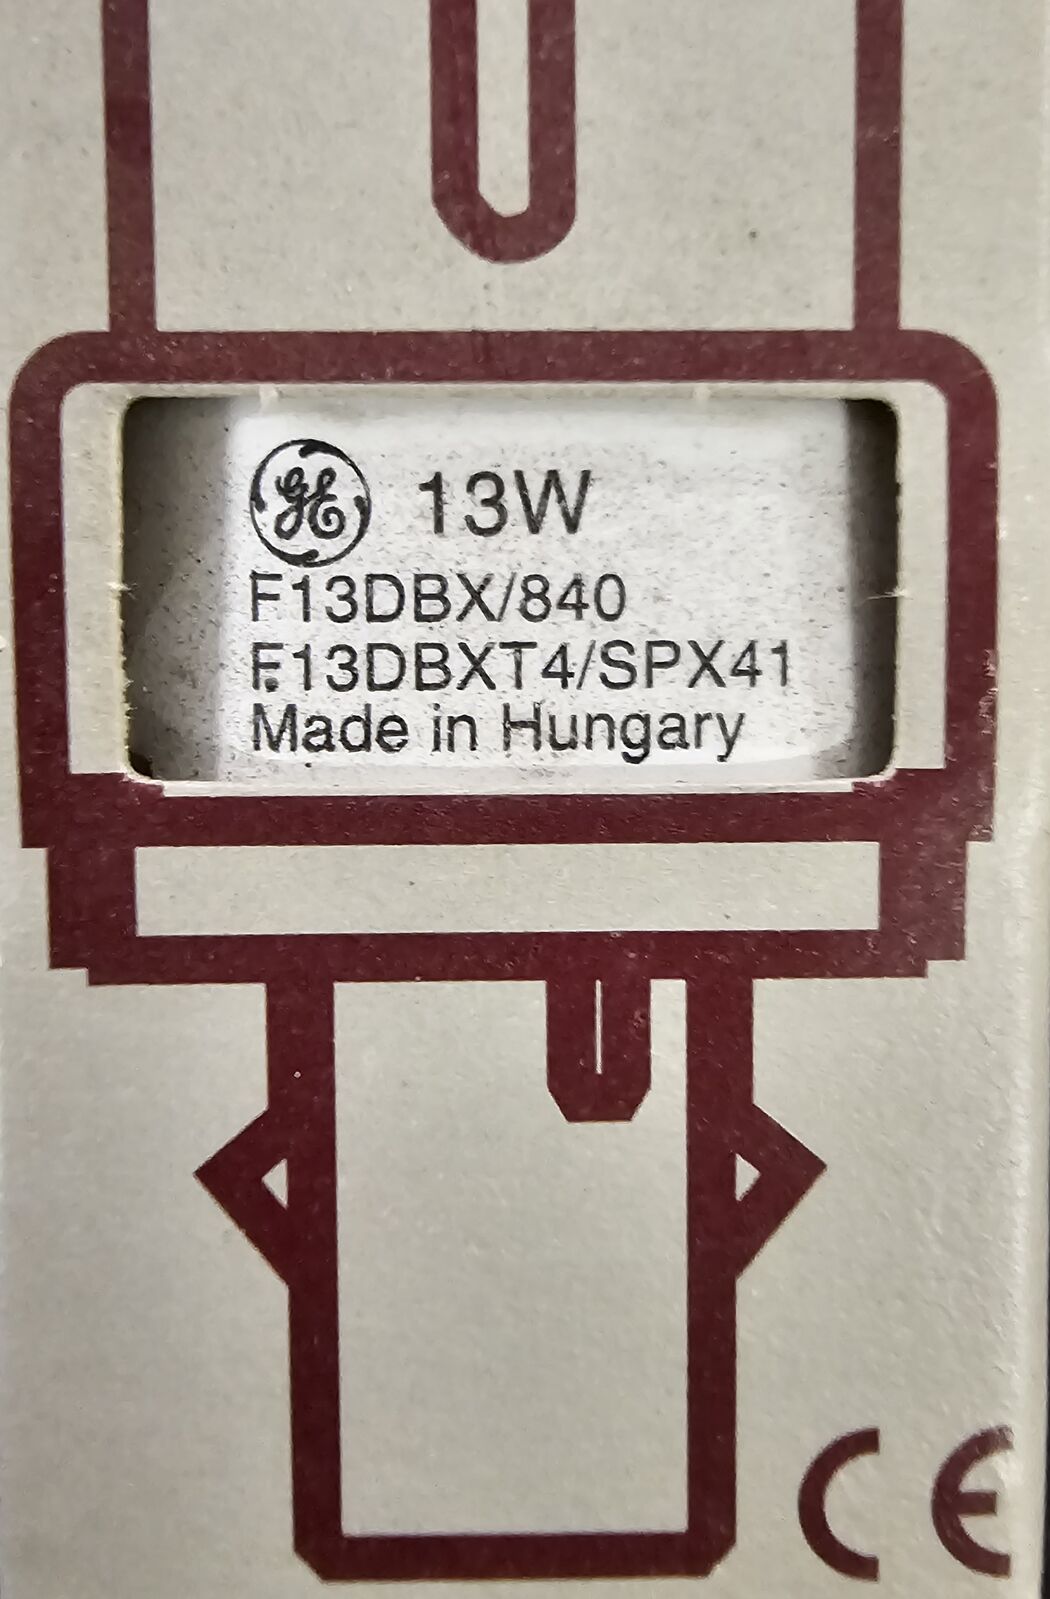 GE 13W
F13DBX/840
F13DBXT4/SPX41
Made in Hungary
CE